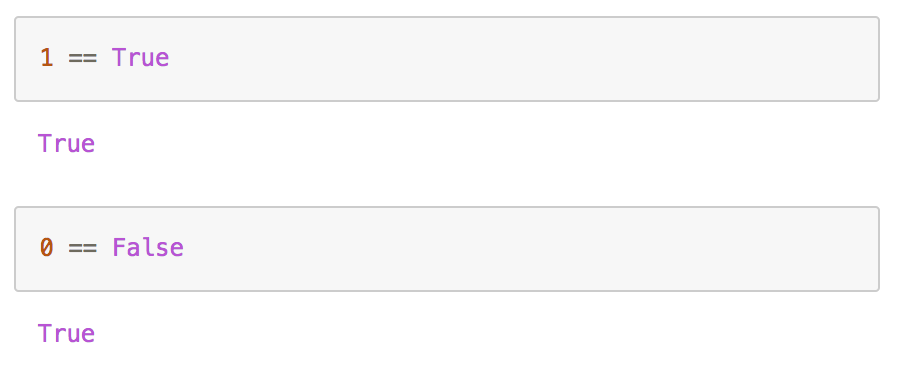 1 == True
True
0 == False
True